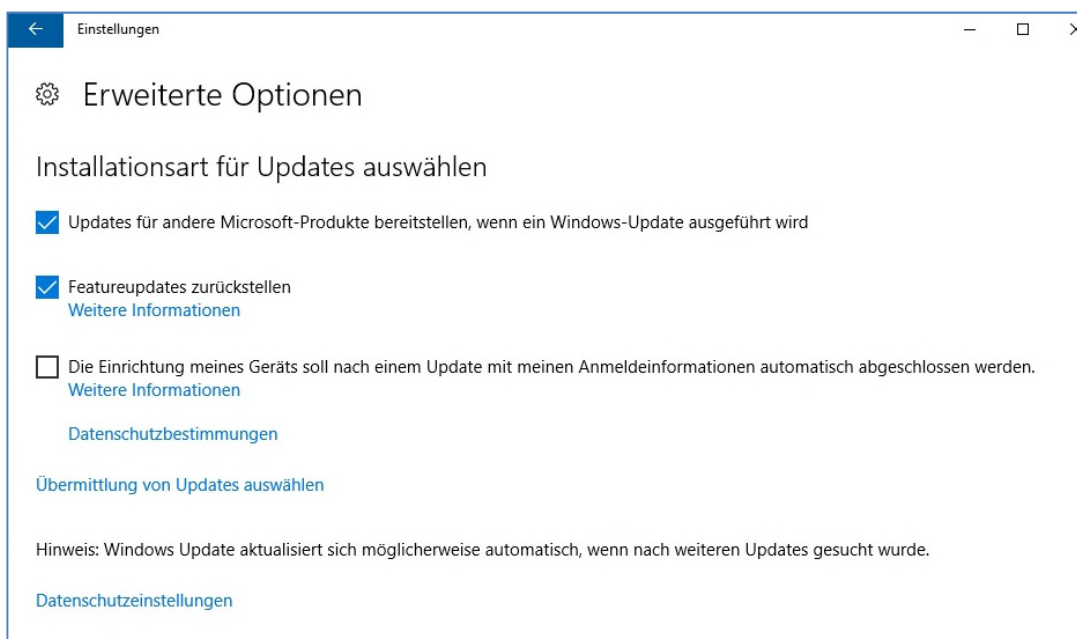 Einstellungen
Erweiterte Optionen
Installationsart für Updates auswählen
Updates für andere Microsoft-Produkte bereitstellen, wenn ein Windows-Update ausgeführt wird
Featureupdates zurückstellen
Weitere Informationen
Die Einrichtung meines Geräts soll nach einem Update mit meinen Anmeldeinformationen automatisch abgeschlossen werden.
Weitere Informationen
Datenschutzbestimmungen
Übermittlung von Updates auswählen
Hinweis: Windows Update aktualisiert sich möglicherweise automatisch, wenn nach weiteren Updates gesucht wurde.
Datenschutzeinstellungen